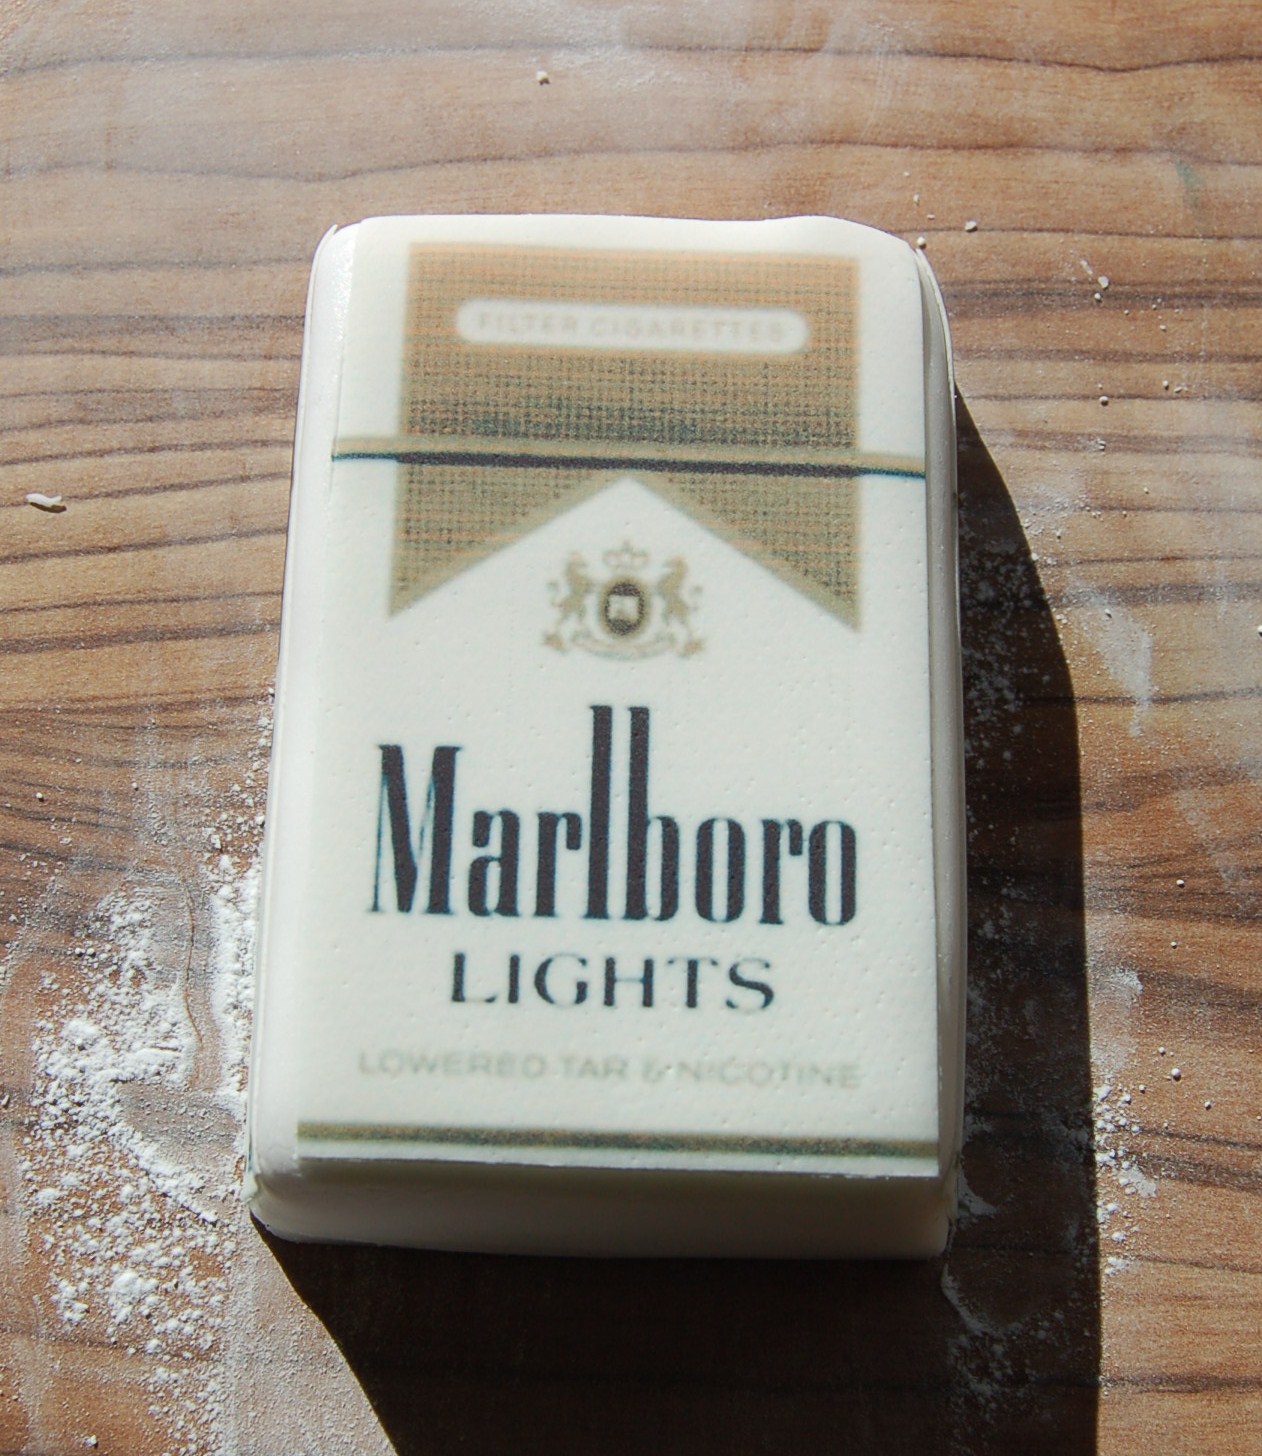 FILTER CIGARETTES
Marlboro
LIGHTS
LOWERED TAR & NICOTINE